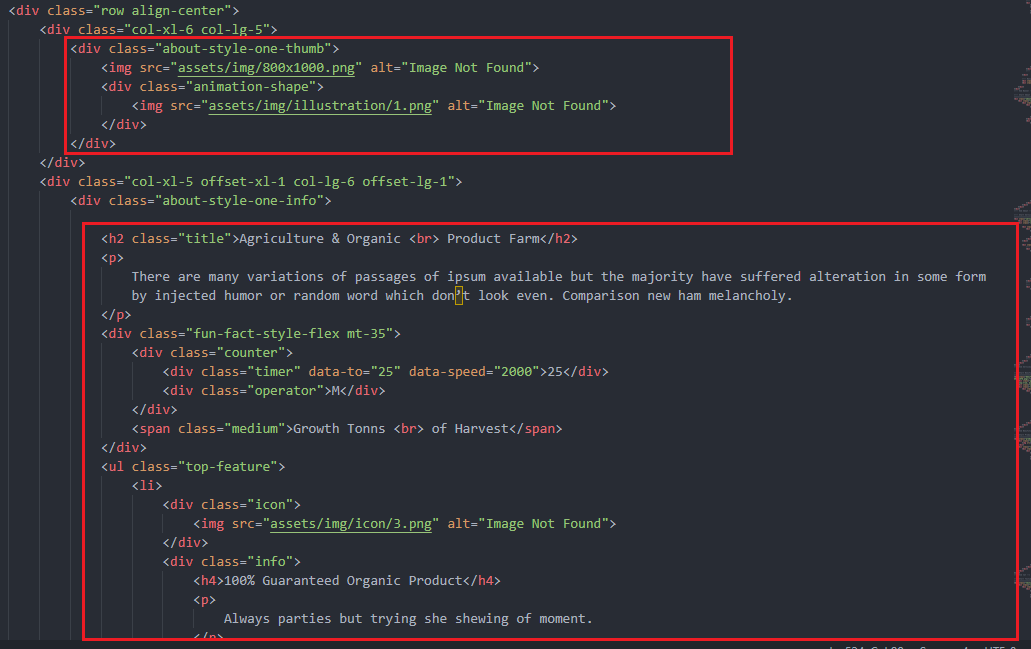 <div class="row align-center">
<div class="col-xl-6 col-lg-5">
<div class="about-style-one-thumb">
<img src="assets/img/800x1000.png" alt="Image Not Found">
<div class="animation-shape">
<img src="assets/img/illustration/1.png" alt="Image Not Found">
</div>
</div>
</div>
<div class="col-xl-5 offset-xl-1 col-lg-6 offset-lg-1">
<div class="about-style-one-info">
<h2 class="title">Agriculture & Organic <br> Product Farm</h2>
<p>
There are many variations of passages of ipsum available but the majority have suffered alteration in some form
by injected humor or random word which don’t look even. Comparison new ham melancholy.
</p>
<div class="fun-fact-style-flex mt-35">
<div class="counter">
<div class="timer" data-to="25" data-speed="2000">25</div>
<div class="operator">M</div>
</div>
<span class="medium">Growth Tonns <br> of Harvest</span>
</div>
<ul class="top-feature">
<li>
<div class="icon">
<img src="assets/img/icon/3.png" alt="Image Not Found">
</div>
<div class="info">
<h4>100% Guaranteed Organic Product</h4>
<p>
Always parties but trying she shewing of moment.
</p>